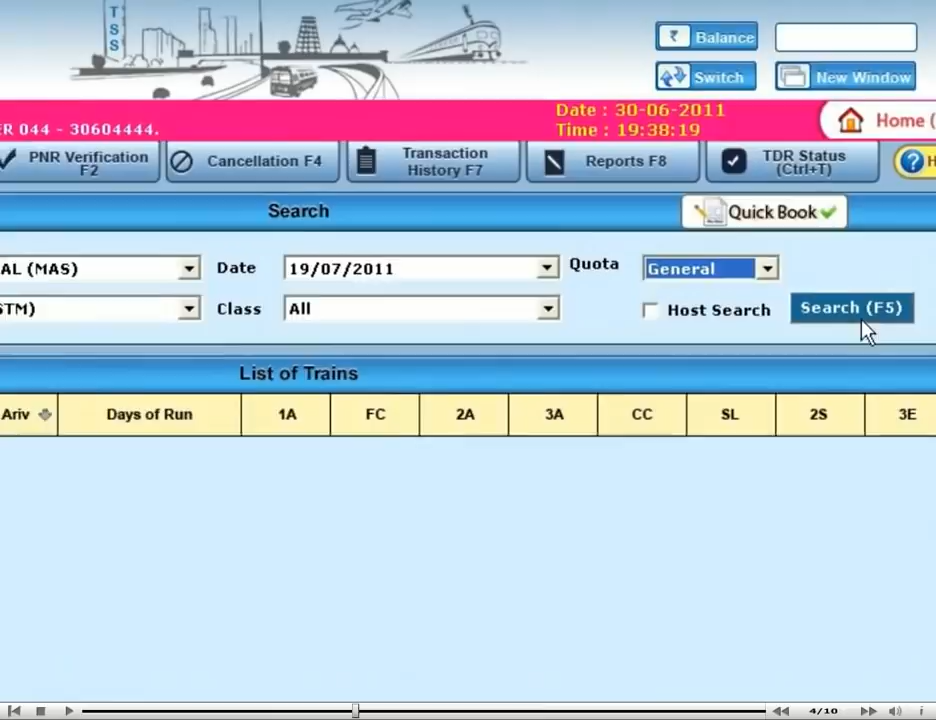 TSS
₹ Balance
Switch
New Window
Date : 30-06-2011
ER 044 - 30604444.
Time : 19:38:19
Home (
PNR Verification
F2
Cancellation F4
Transaction
History F7
Reports F8
TDR Status
(Ctrl+T)
? H
Search
Quick Book
AL (MAS)
Date
19/07/2011
Quota
General
STM)
Class
All
Host Search
Search (F5)
List of Trains
Ariv
Days of Run
1A
FC
2A
3A
CC
SL
2S
3E
4/10
i